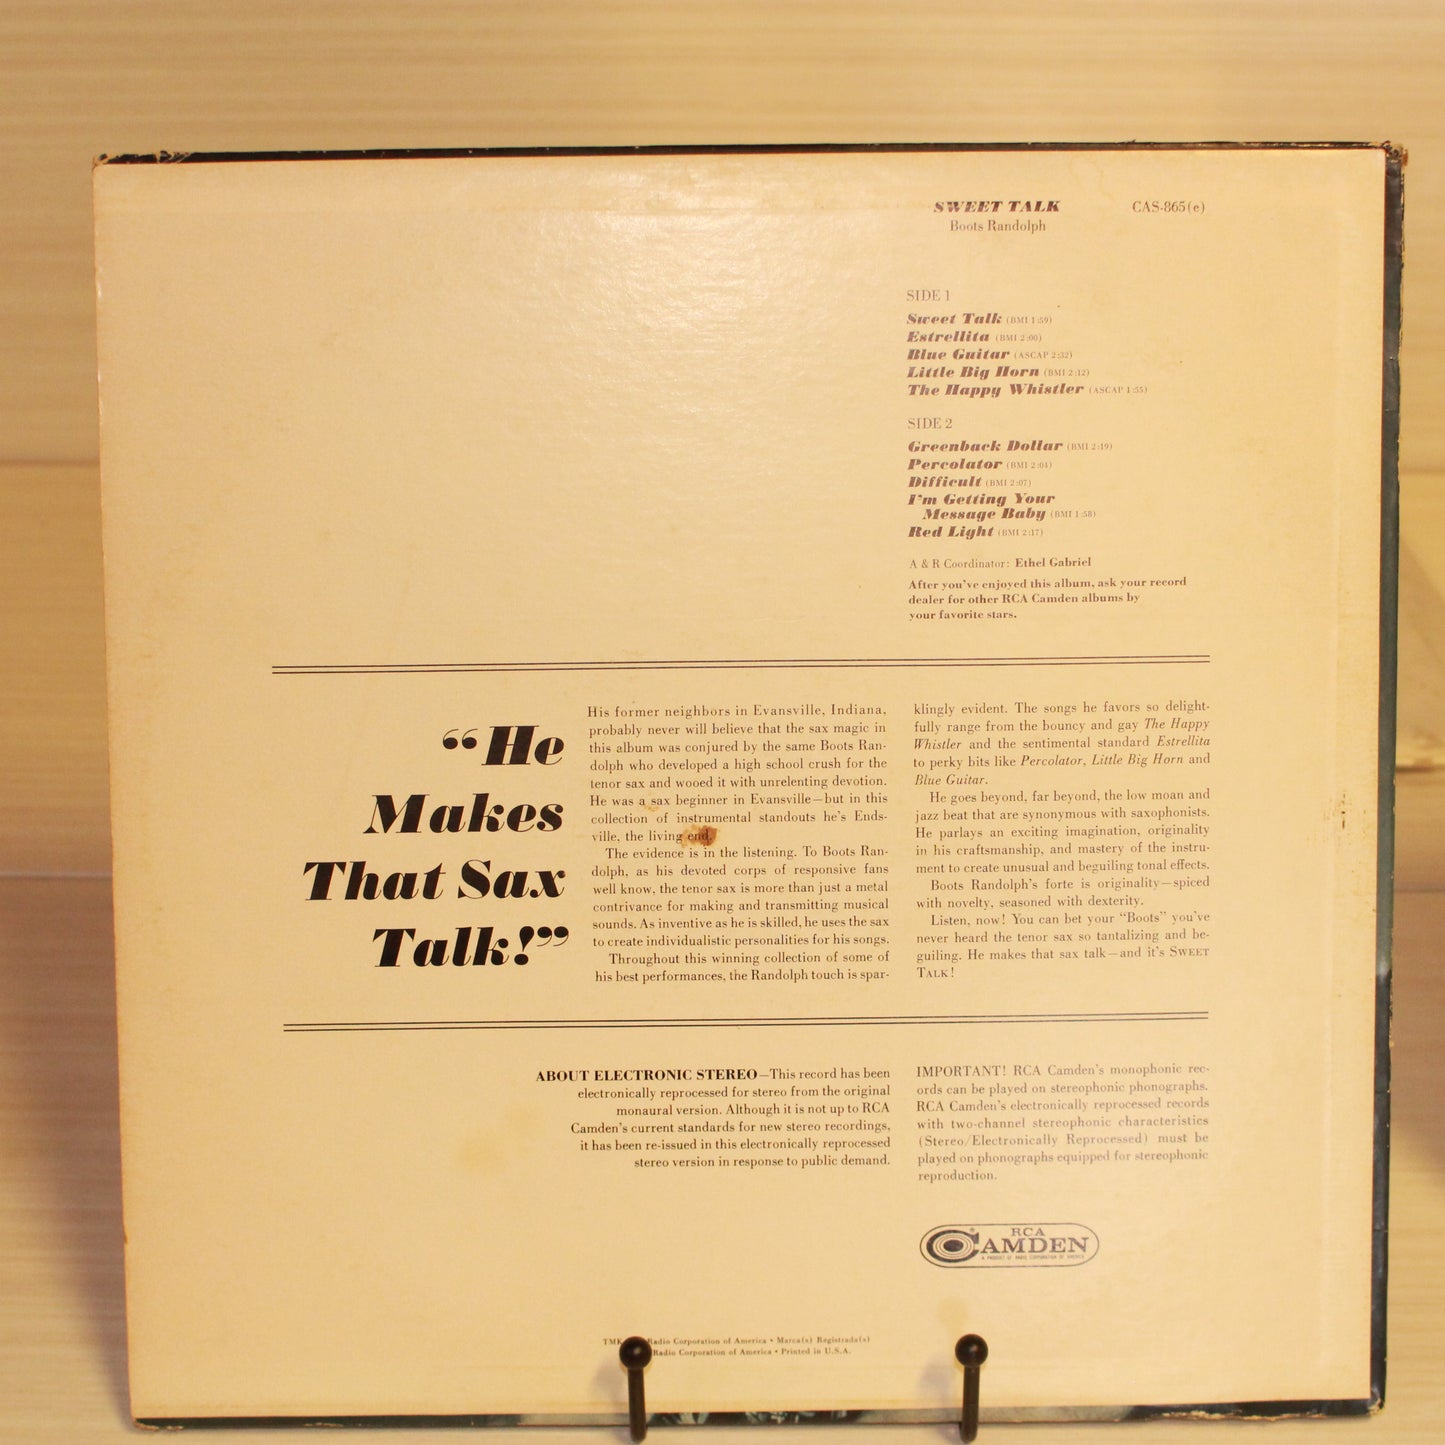 SWEET TALK CAS-865(e)
Boots Randolph
SIDE 1
Sweet Talk (BMI 1:59)
Estrellita (BMI 2:00)
Blue Guitar (ASCAP 2:32)
Little Big Horn (BMI 2:12)
The Happy Whistler (ASCAP 1:55)
SIDE 2
Greenback Dollar (BMI 2:19)
Percolator (BMI 2:04)
Difficult (BMI 2:07)
I'm Getting Your
Message Baby (BMI 1:58)
Red Light (BMI 2:17)
A & R Coordinator: Ethel Gabriel
After you've enjoyed this album, ask your record
dealer for other RCA Camden albums by
your favorite stars.
“He
Makes
That Sax
Talk!”
His former neighbors in Evansville, Indiana,
probably never will believe that the sax magic in
this album was conjured by the same Boots Ran-
dolph who developed a high school crush for the
tenor sax and wooed it with unrelenting devotion.
He was a sax beginner in Evansville—but in this
collection of instrumental standouts he's Ends-
ville, the living end.
The evidence is in the listening. To Boots Ran-
dolph, as his devoted corps of responsive fans
well know, the tenor sax is more than just a metal
contrivance for making and transmitting musical
sounds. As inventive as he is skilled, he uses the sax
to create individualistic personalities for his songs.
Throughout this winning collection of some of
his best performances, the Randolph touch is spar-
klingly evident. The songs he favors so delight-
fully range from the bouncy and gay The Happy
Whistler and the sentimental standard Estrellita
to perky bits like Percolator, Little Big Horn and
Blue Guitar.
He goes beyond, far beyond, the low moan and
jazz beat that are synonymous with saxophonists.
He parlays an exciting imagination, originality
in his craftsmanship, and mastery of the instru-
ment to create unusual and beguiling tonal effects.
Boots Randolph's forte is originality—spiced
with novelty, seasoned with dexterity.
Listen, now! You can bet your “Boots” you've
never heard the tenor sax so tantalizing and be-
guiling. He makes that sax talk—and it's SWEET
TALK!
ABOUT ELECTRONIC STEREO—This record has been
electronically reprocessed for stereo from the original
monaural version. Although it is not up to RCA
Camden's current standards for new stereo recordings,
it has been re-issued in this electronically reprocessed
stereo version in response to public demand.
IMPORTANT! RCA Camden's monophonic rec-
ords can be played on stereophonic phonographs.
RCA Camden's electronically reprocessed records
with two-channel stereophonic characteristics
(Stereo/Electronically Reprocessed) must be
played on phonographs equipped for stereophonic
reproduction.
RCA
CAMDEN
A PRODUCT OF RADIO CORPORATION OF AMERICA
TMK Radio Corporation of America • Marca(s) Registrada(s)
Radio Corporation of America • Printed in U.S.A.